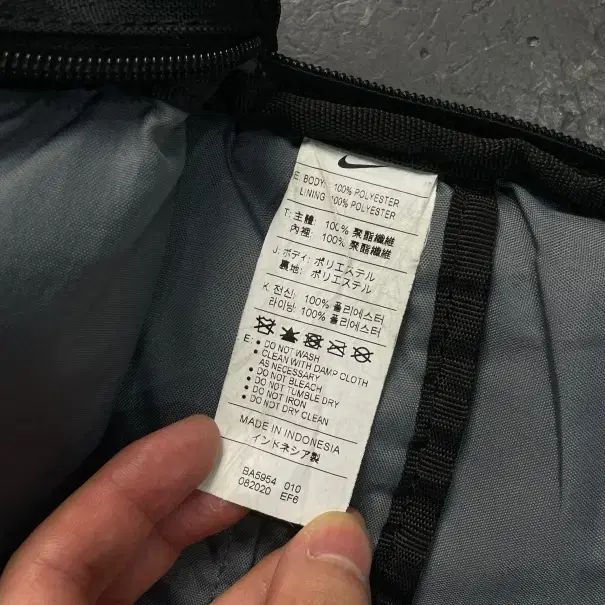 E: BODY: 100% POLYESTER
LINING: 100% POLYESTER
T: 主體: 100% 聚酯纖維
內裡: 100% 聚酯纖維
J: ボディ: ポリエステル
裏地: ポリエステル
K: 전신: 100% 폴리에스터
라이닝: 100% 폴리에스터
E: • DO NOT WASH
• CLEAN WITH DAMP CLOTH
AS NECESSARY
• DO NOT BLEACH
• DO NOT TUMBLE DRY
• DO NOT IRON
• DO NOT DRY CLEAN
MADE IN INDONESIA
インドネシア製
BA5954 010
062020 EF6